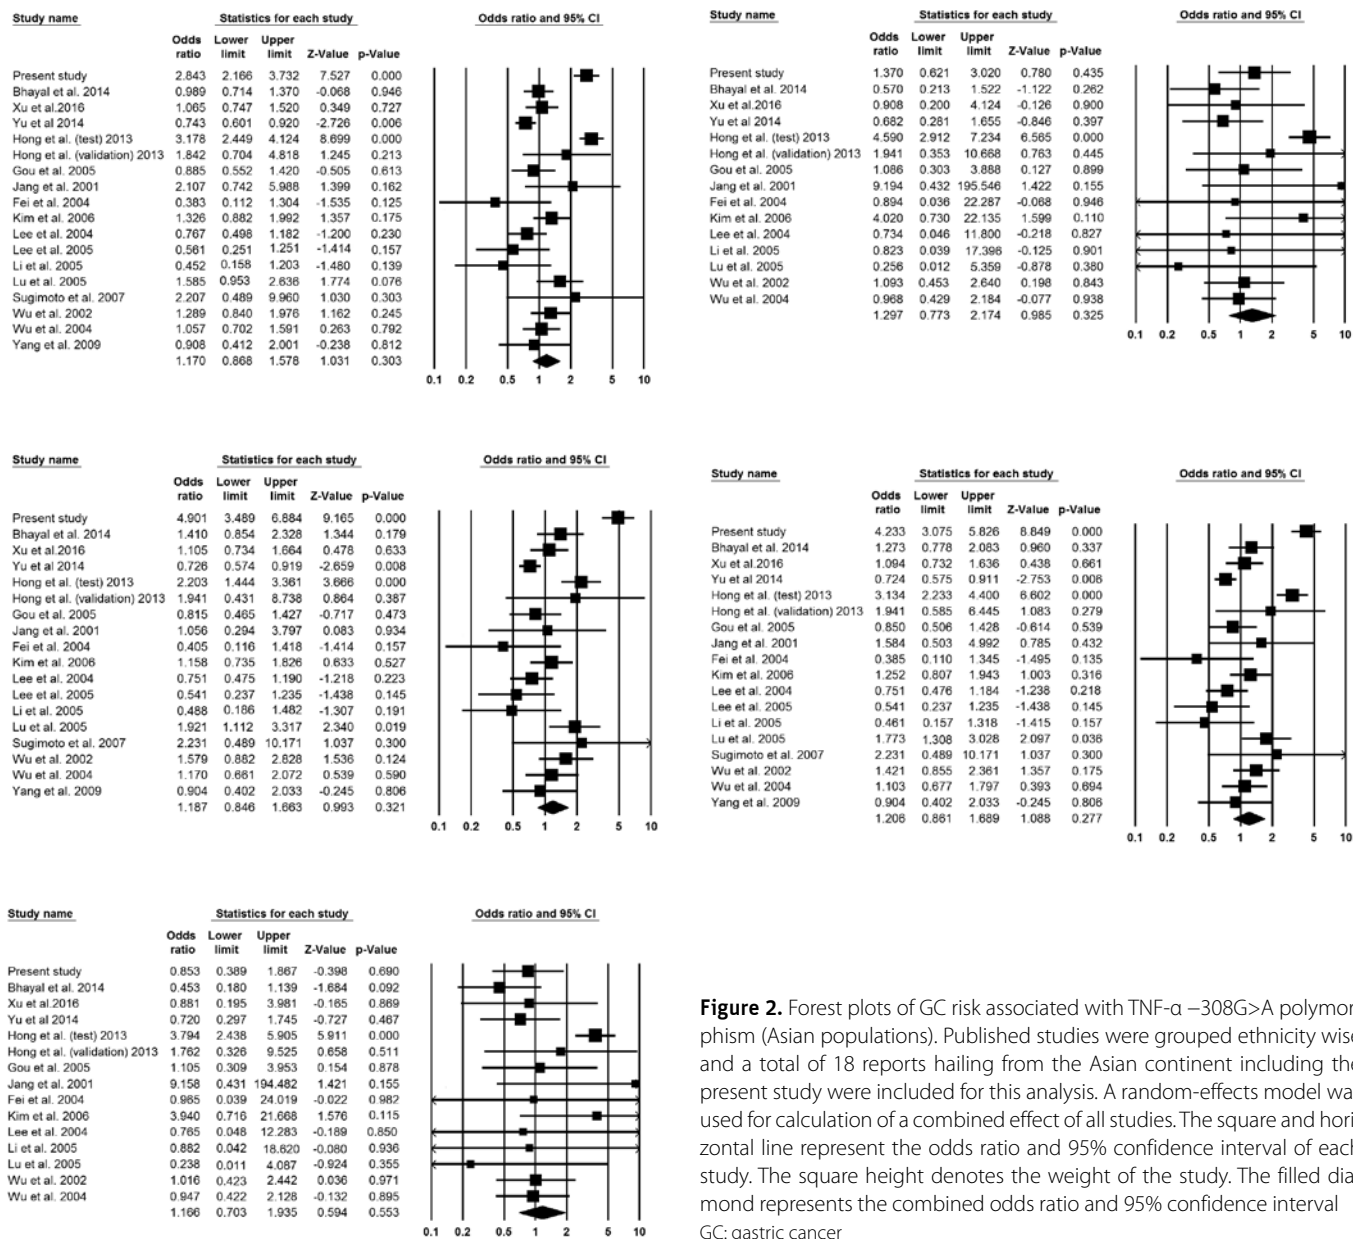 Study name Statistics for each study Odds ratio and 95% CI
Odds Lower Upper
ratio limit limit Z-Value p-Value
Present study 2.843 2.166 3.732 7.527 0.000
Bhayal et al. 2014 0.989 0.714 1.370 -0.068 0.946
Xu et al.2016 1.065 0.747 1.520 0.349 0.727
Yu et al 2014 0.743 0.601 0.920 -2.726 0.006
Hong et al. (test) 2013 3.178 2.449 4.124 8.699 0.000
Hong et al. (validation) 2013 1.842 0.704 4.818 1.245 0.213
Gou et al. 2005 0.885 0.552 1.420 -0.505 0.613
Jang et al. 2001 2.107 0.742 5.988 1.399 0.162
Fei et al. 2004 0.383 0.112 1.304 -1.535 0.125
Kim et al. 2006 1.326 0.882 1.992 1.357 0.175
Lee et al. 2004 0.767 0.498 1.182 -1.200 0.230
Lee et al. 2005 0.561 0.251 1.251 -1.414 0.157
Li et al. 2005 0.452 0.158 1.203 -1.480 0.139
Lu et al. 2005 1.585 0.953 2.636 1.774 0.076
Sugimoto et al. 2007 2.207 0.489 9.960 1.030 0.303
Wu et al. 2002 1.289 0.840 1.976 1.162 0.245
Wu et al. 2004 1.057 0.702 1.591 0.263 0.792
Yang et al. 2009 0.908 0.412 2.001 -0.238 0.812
1.170 0.868 1.578 1.031 0.303
0.1 0.2 0.5 1 2 5 10
Study name Statistics for each study Odds ratio and 95% CI
Odds Lower Upper
ratio limit limit Z-Value p-Value
Present study 1.370 0.621 3.020 0.780 0.435
Bhayal et al. 2014 0.570 0.213 1.522 -1.122 0.262
Xu et al.2016 0.908 0.200 4.124 -0.126 0.900
Yu et al 2014 0.682 0.281 1.655 -0.846 0.397
Hong et al. (test) 2013 4.590 2.912 7.234 6.565 0.000
Hong et al. (validation) 2013 1.941 0.353 10.668 0.763 0.445
Gou et al. 2005 1.086 0.303 3.888 0.127 0.899
Jang et al. 2001 9.194 0.432 195.546 1.422 0.155
Fei et al. 2004 0.894 0.036 22.287 -0.068 0.946
Kim et al. 2006 4.020 0.730 22.135 1.599 0.110
Lee et al. 2004 0.734 0.046 11.800 -0.218 0.827
Li et al. 2005 0.823 0.039 17.396 -0.125 0.901
Lu et al. 2005 0.256 0.012 5.359 -0.878 0.380
Wu et al. 2002 1.093 0.453 2.640 0.198 0.843
Wu et al. 2004 0.968 0.429 2.184 -0.077 0.938
1.297 0.773 2.174 0.985 0.325
0.1 0.2 0.5 1 2 5 10
Study name Statistics for each study Odds ratio and 95% CI
Odds Lower Upper
ratio limit limit Z-Value p-Value
Present study 4.901 3.489 6.884 9.165 0.000
Bhayal et al. 2014 1.410 0.854 2.328 1.344 0.179
Xu et al.2016 1.105 0.734 1.664 0.478 0.633
Yu et al 2014 0.726 0.574 0.919 -2.659 0.008
Hong et al. (test) 2013 2.203 1.444 3.361 3.666 0.000
Hong et al. (validation) 2013 1.941 0.431 8.738 0.864 0.387
Gou et al. 2005 0.815 0.465 1.427 -0.717 0.473
Jang et al. 2001 1.056 0.294 3.797 0.083 0.934
Fei et al. 2004 0.405 0.116 1.418 -1.414 0.157
Kim et al. 2006 1.158 0.735 1.826 0.633 0.527
Lee et al. 2004 0.751 0.475 1.190 -1.218 0.223
Lee et al. 2005 0.541 0.237 1.235 -1.438 0.145
Li et al. 2005 0.488 0.186 1.482 -1.307 0.191
Lu et al. 2005 1.921 1.112 3.317 2.340 0.019
Sugimoto et al. 2007 2.231 0.489 10.171 1.037 0.300
Wu et al. 2002 1.579 0.882 2.828 1.536 0.124
Wu et al. 2004 1.170 0.661 2.072 0.539 0.590
Yang et al. 2009 0.904 0.402 2.033 -0.245 0.806
1.187 0.846 1.663 0.993 0.321
0.1 0.2 0.5 1 2 5 10
Study name Statistics for each study Odds ratio and 95% CI
Odds Lower Upper
ratio limit limit Z-Value p-Value
Present study 4.233 3.075 5.826 8.849 0.000
Bhayal et al. 2014 1.273 0.778 2.083 0.960 0.337
Xu et al.2016 1.094 0.732 1.636 0.438 0.661
Yu et al 2014 0.724 0.575 0.911 -2.753 0.006
Hong et al. (test) 2013 3.134 2.233 4.400 6.602 0.000
Hong et al. (validation) 2013 1.941 0.585 6.445 1.083 0.279
Gou et al. 2005 0.850 0.506 1.428 -0.614 0.539
Jang et al. 2001 1.584 0.503 4.992 0.785 0.432
Fei et al. 2004 0.385 0.110 1.345 -1.495 0.135
Kim et al. 2006 1.252 0.807 1.943 1.003 0.316
Lee et al. 2004 0.751 0.476 1.184 -1.238 0.218
Lee et al. 2005 0.541 0.237 1.235 -1.438 0.145
Li et al. 2005 0.461 0.157 1.318 -1.415 0.157
Lu et al. 2005 1.773 1.308 3.028 2.097 0.036
Sugimoto et al. 2007 2.231 0.489 10.171 1.037 0.300
Wu et al. 2002 1.421 0.855 2.361 1.357 0.175
Wu et al. 2004 1.103 0.677 1.797 0.393 0.694
Yang et al. 2009 0.904 0.402 2.033 -0.245 0.806
1.206 0.861 1.689 1.088 0.277
0.1 0.2 0.5 1 2 5 10
Study name Statistics for each study Odds ratio and 95% CI
Odds Lower Upper
ratio limit limit Z-Value p-Value
Present study 0.853 0.389 1.867 -0.398 0.690
Bhayal et al. 2014 0.453 0.180 1.139 -1.684 0.092
Xu et al.2016 0.881 0.195 3.981 -0.165 0.869
Yu et al 2014 0.720 0.297 1.745 -0.727 0.467
Hong et al. (test) 2013 3.794 2.438 5.905 5.911 0.000
Hong et al. (validation) 2013 1.762 0.326 9.525 0.658 0.511
Gou et al. 2005 1.105 0.309 3.953 0.154 0.878
Jang et al. 2001 9.158 0.431 194.482 1.421 0.155
Fei et al. 2004 0.965 0.039 24.019 -0.022 0.982
Kim et al. 2006 3.940 0.716 21.668 1.576 0.115
Lee et al. 2004 0.765 0.048 12.283 -0.189 0.850
Li et al. 2005 0.882 0.042 18.620 -0.080 0.936
Lu et al. 2005 0.238 0.011 4.087 -0.924 0.355
Wu et al. 2002 1.016 0.423 2.442 0.036 0.971
Wu et al. 2004 0.947 0.422 2.128 -0.132 0.895
1.166 0.703 1.935 0.594 0.553
0.1 0.2 0.5 1 2 5 10
Figure 2. Forest plots of GC risk associated with TNF-α −308G>A polymor
phism (Asian populations). Published studies were grouped ethnicity wise
and a total of 18 reports hailing from the Asian continent including the
present study were included for this analysis. A random-effects model wa
used for calculation of a combined effect of all studies. The square and hori
zontal line represent the odds ratio and 95% confidence interval of each
study. The square height denotes the weight of the study. The filled dia
mond represents the combined odds ratio and 95% confidence interval
GC: gastric cancer